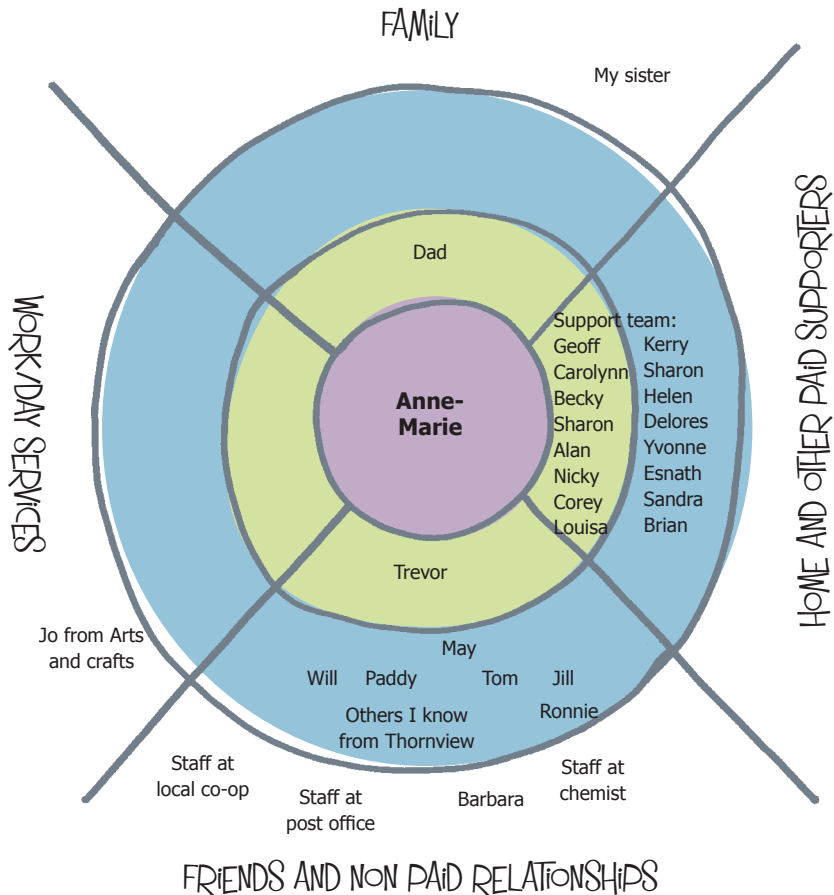 FAMILY
My sister
Dad
HOME AND OTHER PAID SUPPORTERS
Support team:
Geoff
Carolynn
Becky
Sharon
Alan
Nicky
Corey
Louisa
Kerry
Sharon
Helen
Delores
Yvonne
Esnath
Sandra
Brian
Anne-
Marie
WORK/DAY SERVICES
Jo from Arts
and crafts
Trevor
May
Will Paddy Tom Jill
Ronnie
Others I know
from Thornview
Staff at
local co-op
Staff at
post office
Barbara
Staff at
chemist
FRIENDS AND NON PAID RELATIONSHIPS